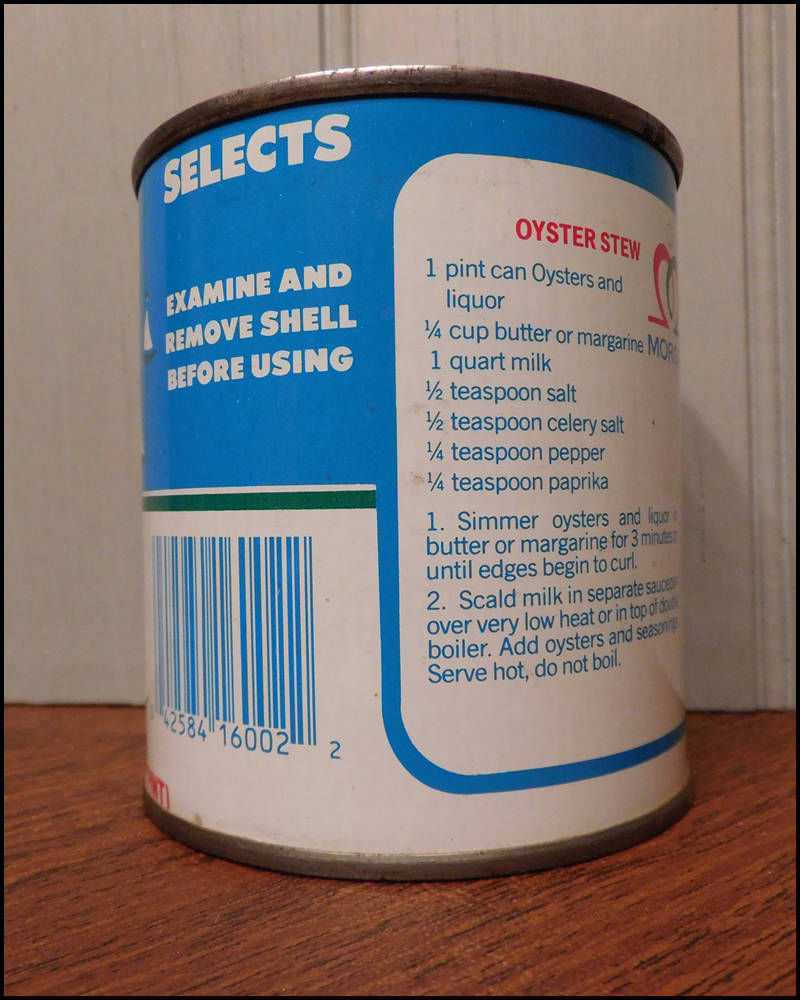 SELECTS
EXAMINE AND
REMOVE SHELL
BEFORE USING
42584 16002 2
OYSTER STEW
1 pint can Oysters and
liquor
¼ cup butter or margarine
1 quart milk
½ teaspoon salt
½ teaspoon celery salt
¼ teaspoon pepper
¼ teaspoon paprika
1. Simmer oysters and liquor
butter or margarine for 3 minutes
until edges begin to curl.
2. Scald milk in separate
over very low heat or in top of
boiler. Add oysters and
Serve hot, do not boil.